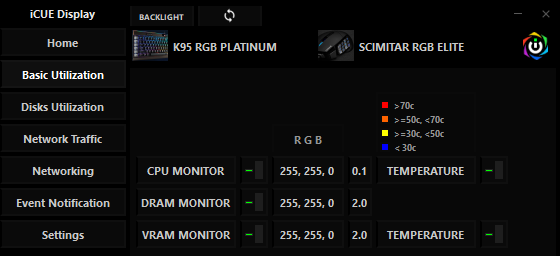 iCUE Display
BACKLIGHT
Home
K95 RGB PLATINUM
SCIMITAR RGB ELITE
Basic Utilization
Disks Utilization
>70c
>=50c, <70c
Network Traffic
R G B
>=30c, <50c
<30c
Networking
CPU MONITOR
255, 255, 0
0.1
TEMPERATURE
Event Notification
DRAM MONITOR
255, 255, 0
2.0
Settings
VRAM MONITOR
255, 255, 0
2.0
TEMPERATURE